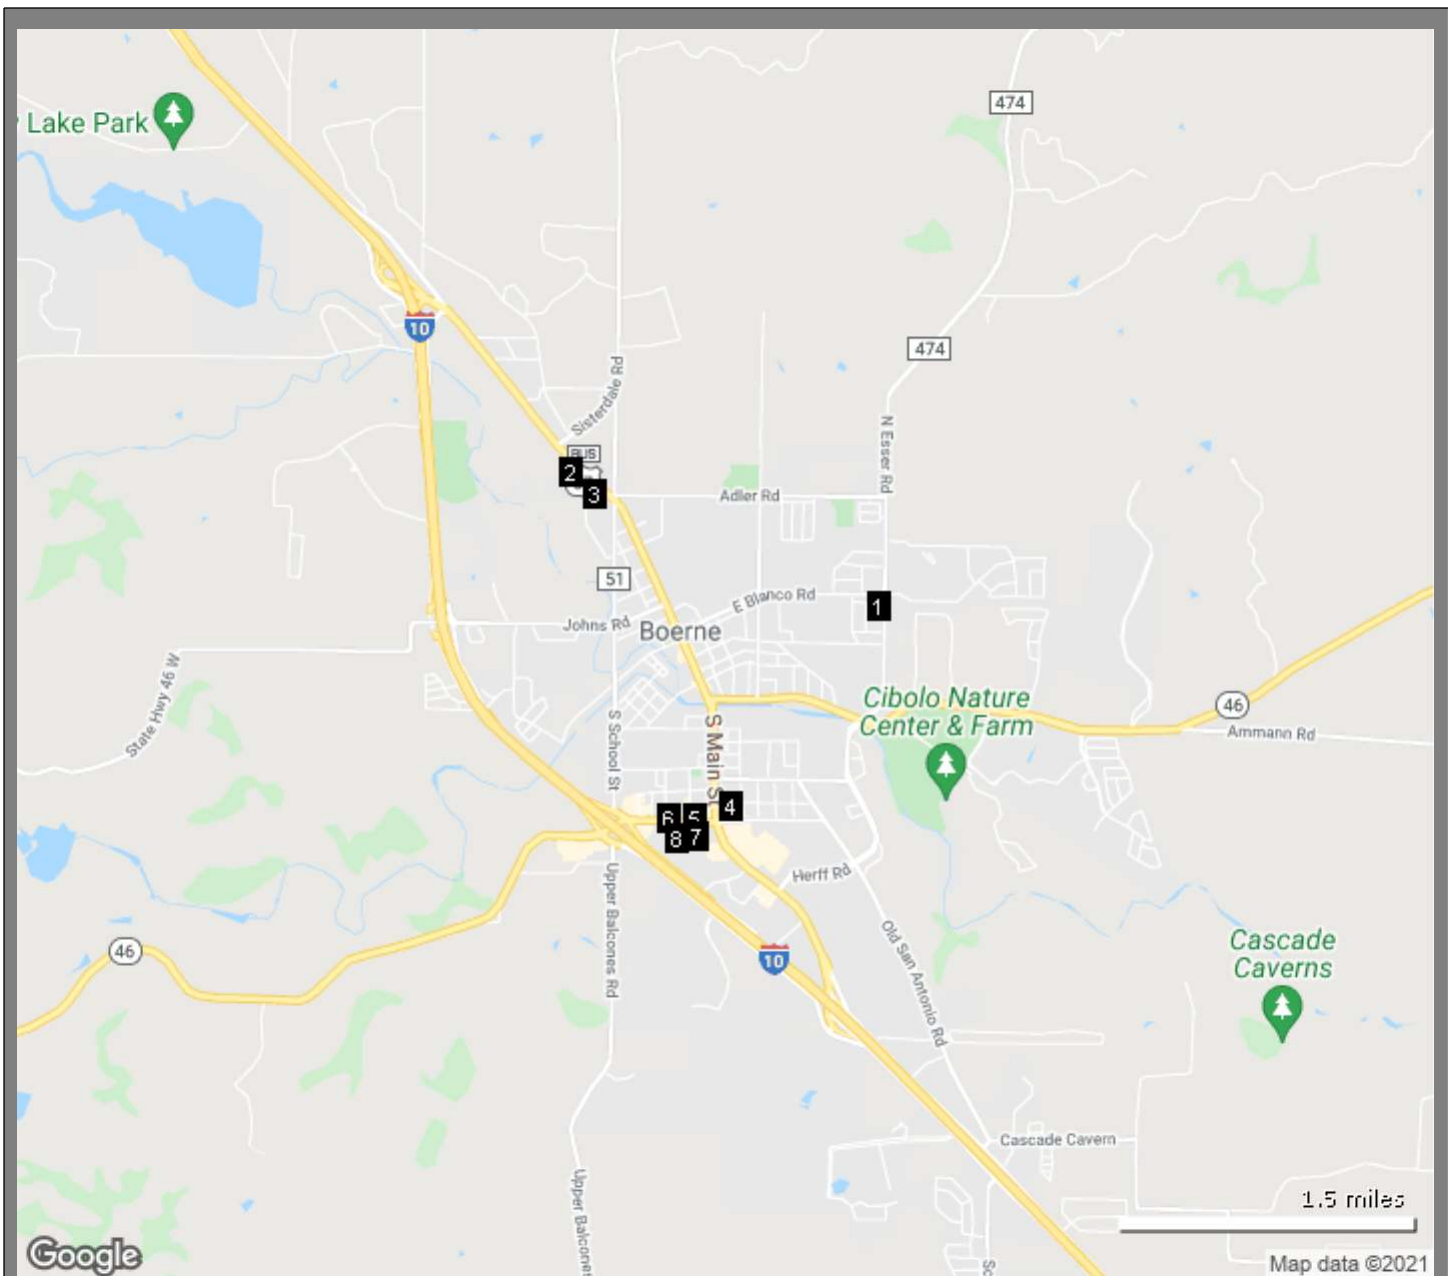 474
Lake Park
10
474
Sisterdale Rd
N Esser Rd
BUS
2
3
Adler Rd
51
E Blanco Rd
1
Johns Rd
Boerne
State Hwy 46 W
Cibolo Nature
Center & Farm
46
Ammann Rd
S School St
S Main St
4
6
5
8
7
Herff Rd
Upper Balcones Rd
Old San Antonio Rd
46
10
Cascade
Caverns
Cascade Cavern
Upper Balcones
1.5 miles
Google
Map data ©2021